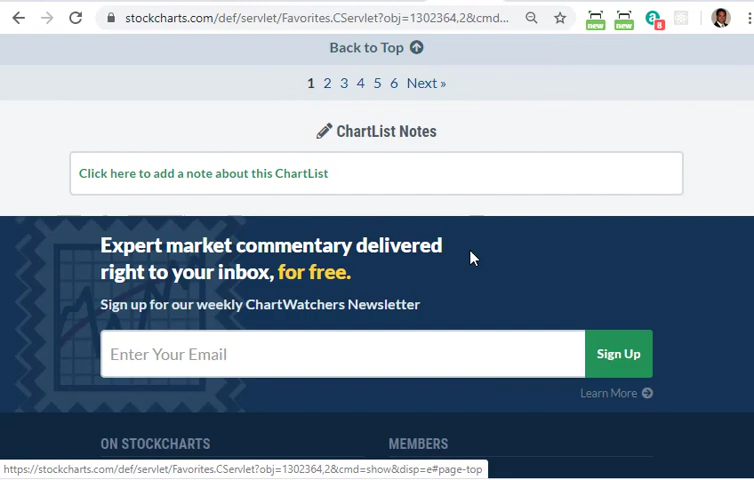 stockcharts.com/def/servlet/Favorites.CServlet?obj=1302364,2&cmd...
new
new
a
8
Back to Top
1 2 3 4 5 6 Next »
ChartList Notes
Click here to add a note about this ChartList
Expert market commentary delivered
right to your inbox, for free.
Sign up for our weekly ChartWatchers Newsletter
Enter Your Email
Sign Up
Learn More
ON STOCKCHARTS
MEMBERS
https://stockcharts.com/def/servlet/Favorites.CServlet?obj=1302364,2&cmd=show&disp=e#page-top